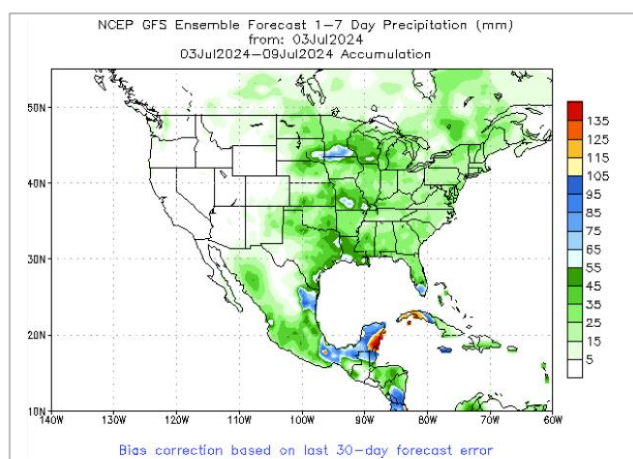 NCEP GFS Ensemble Forecast 1-7 Day Precipitation (mm)
from: 03Jul2024
03Jul2024-09Jul2024 Accumulation
50N
40N
30N
20N
10N
140W 120W 100W 90W 80W 70W 60W
135
125
115
105
95
85
75
65
55
45
35
25
15
5
Bias correction based on last 30-day forecast error